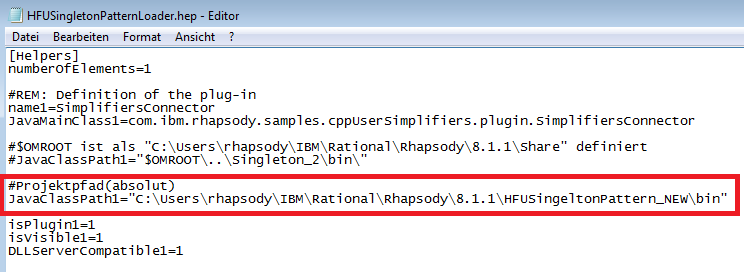 HFUSingletonPatternLoader.hep - Editor
Datei Bearbeiten Format Ansicht ?
[Helpers]
numberOfElements=1
#REM: Definition of the plug-in
name1=SimplifiersConnector
JavaMainClass1=com.ibm.rhapsody.samples.cppUserSimplifiers.plugin.SimplifiersConnector
#$OMROOT ist als "C:\Users\rhapsody\IBM\Rational\Rhapsody\8.1.1\Share" definiert
#JavaClassPath1="$OMROOT\..\Singleton_2\bin\"
#Projektpfad(absolut)
JavaClassPath1="C:\Users\rhapsody\IBM\Rational\Rhapsody\8.1.1\HFUSingeltonPattern_NEW\bin"
isPlugin1=1
isVisible1=1
DLLServerCompatible1=1